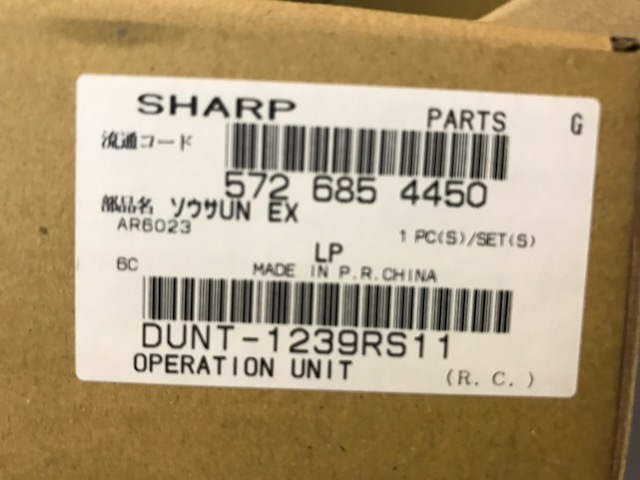 SHARP PARTS G
流通コード
572 685 4450
部品名 ソウサUN EX
AR6023 1 PC(S)/SET(S)
LP
6C MADE IN P.R.CHINA
DUNT-1239RS11
OPERATION UNIT (R. C. )